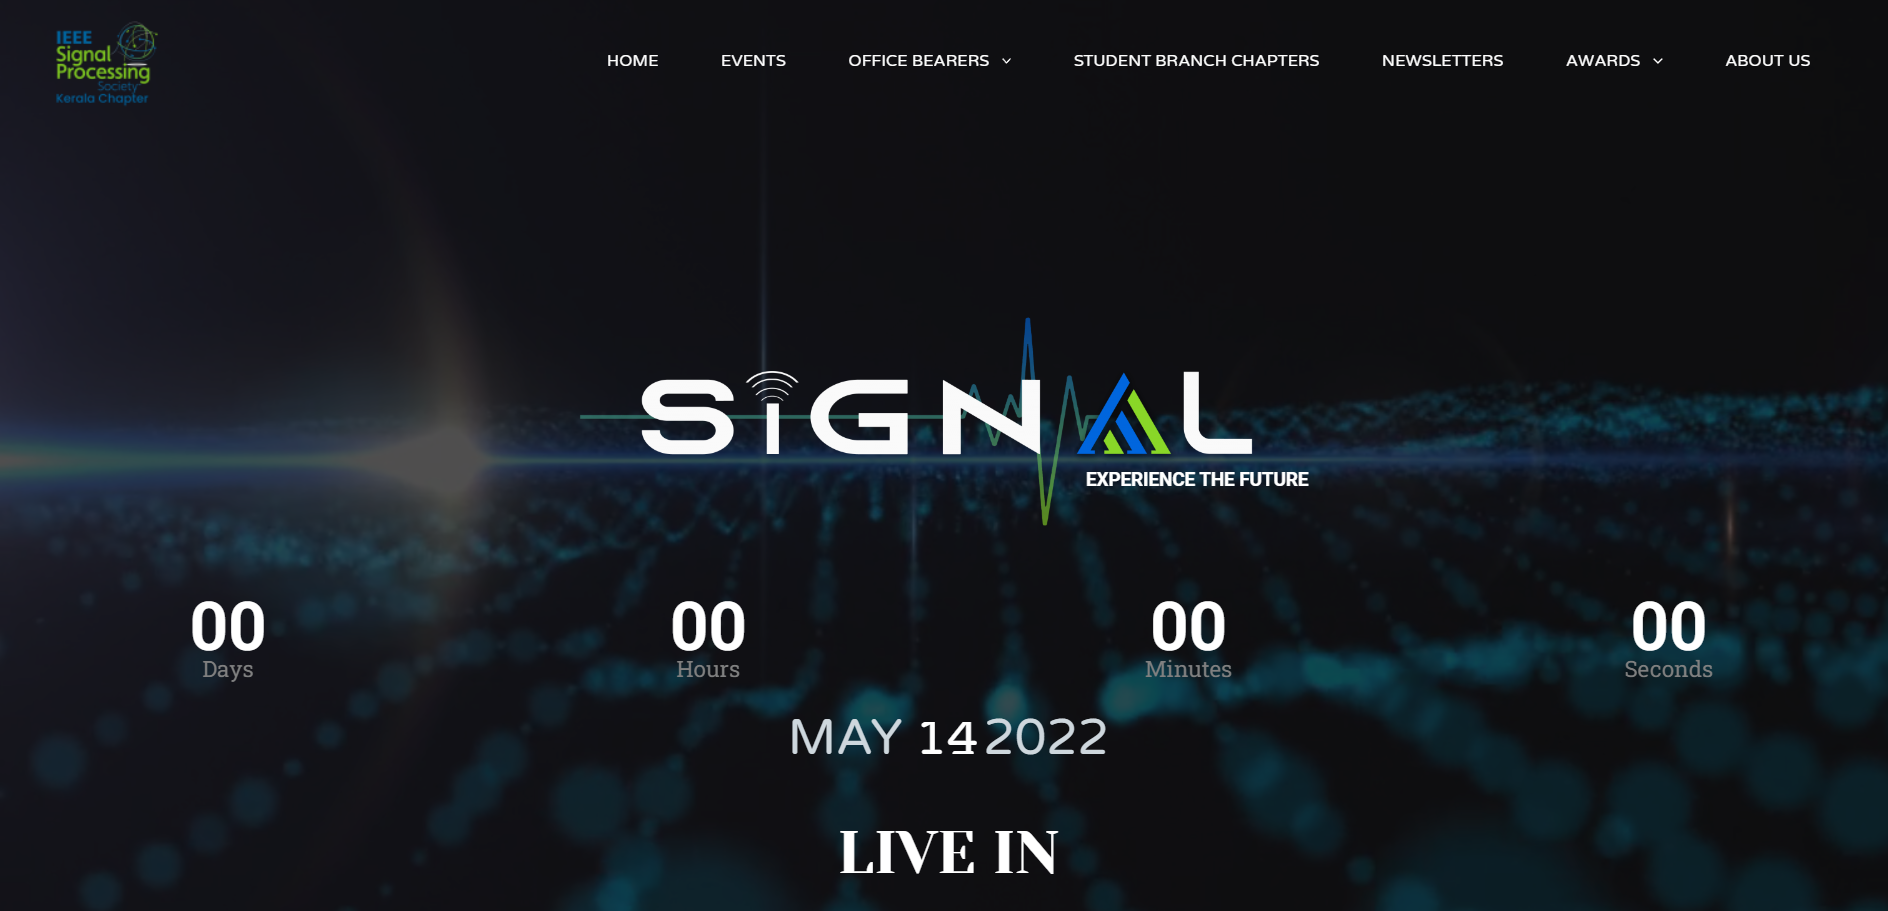 IEEE
Signal
Processing
Society
Kerala Chapter
HOME EVENTS OFFICE BEARERS STUDENT BRANCH CHAPTERS NEWSLETTERS AWARDS ABOUT US
SiGNAL
EXPERIENCE THE FUTURE
00 00 00 00
Days Hours Minutes Seconds
MAY 14 2022
LIVE IN